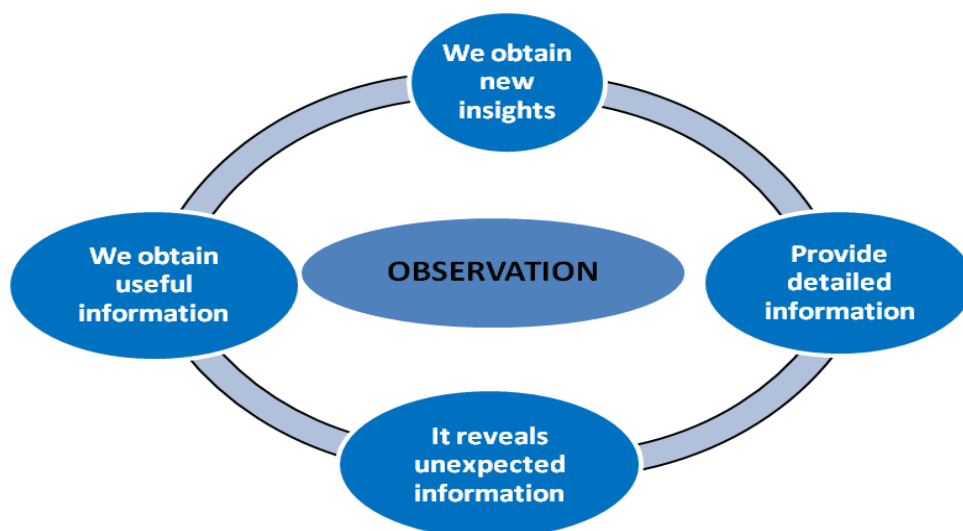 We obtain
new
insights
We obtain
useful
information
OBSERVATION
Provide
detailed
information
It reveals
unexpected
information